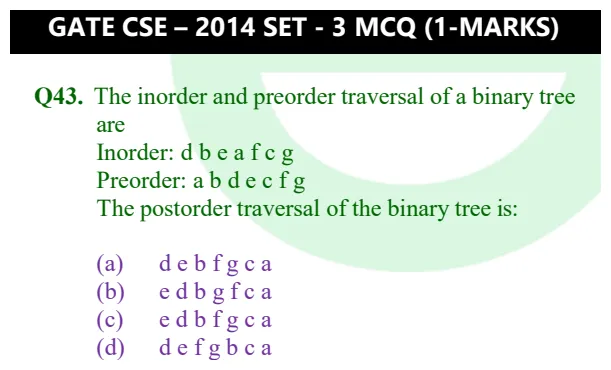 GATE CSE – 2014 SET - 3 MCQ (1-MARKS)
Q43. The inorder and preorder traversal of a binary tree
are
Inorder: d b e a f c g
Preorder: a b d e c f g
The postorder traversal of the binary tree is:
(a) d e b f g c a
(b) e d b g f c a
(c) e d b f g c a
(d) d e f g b c a